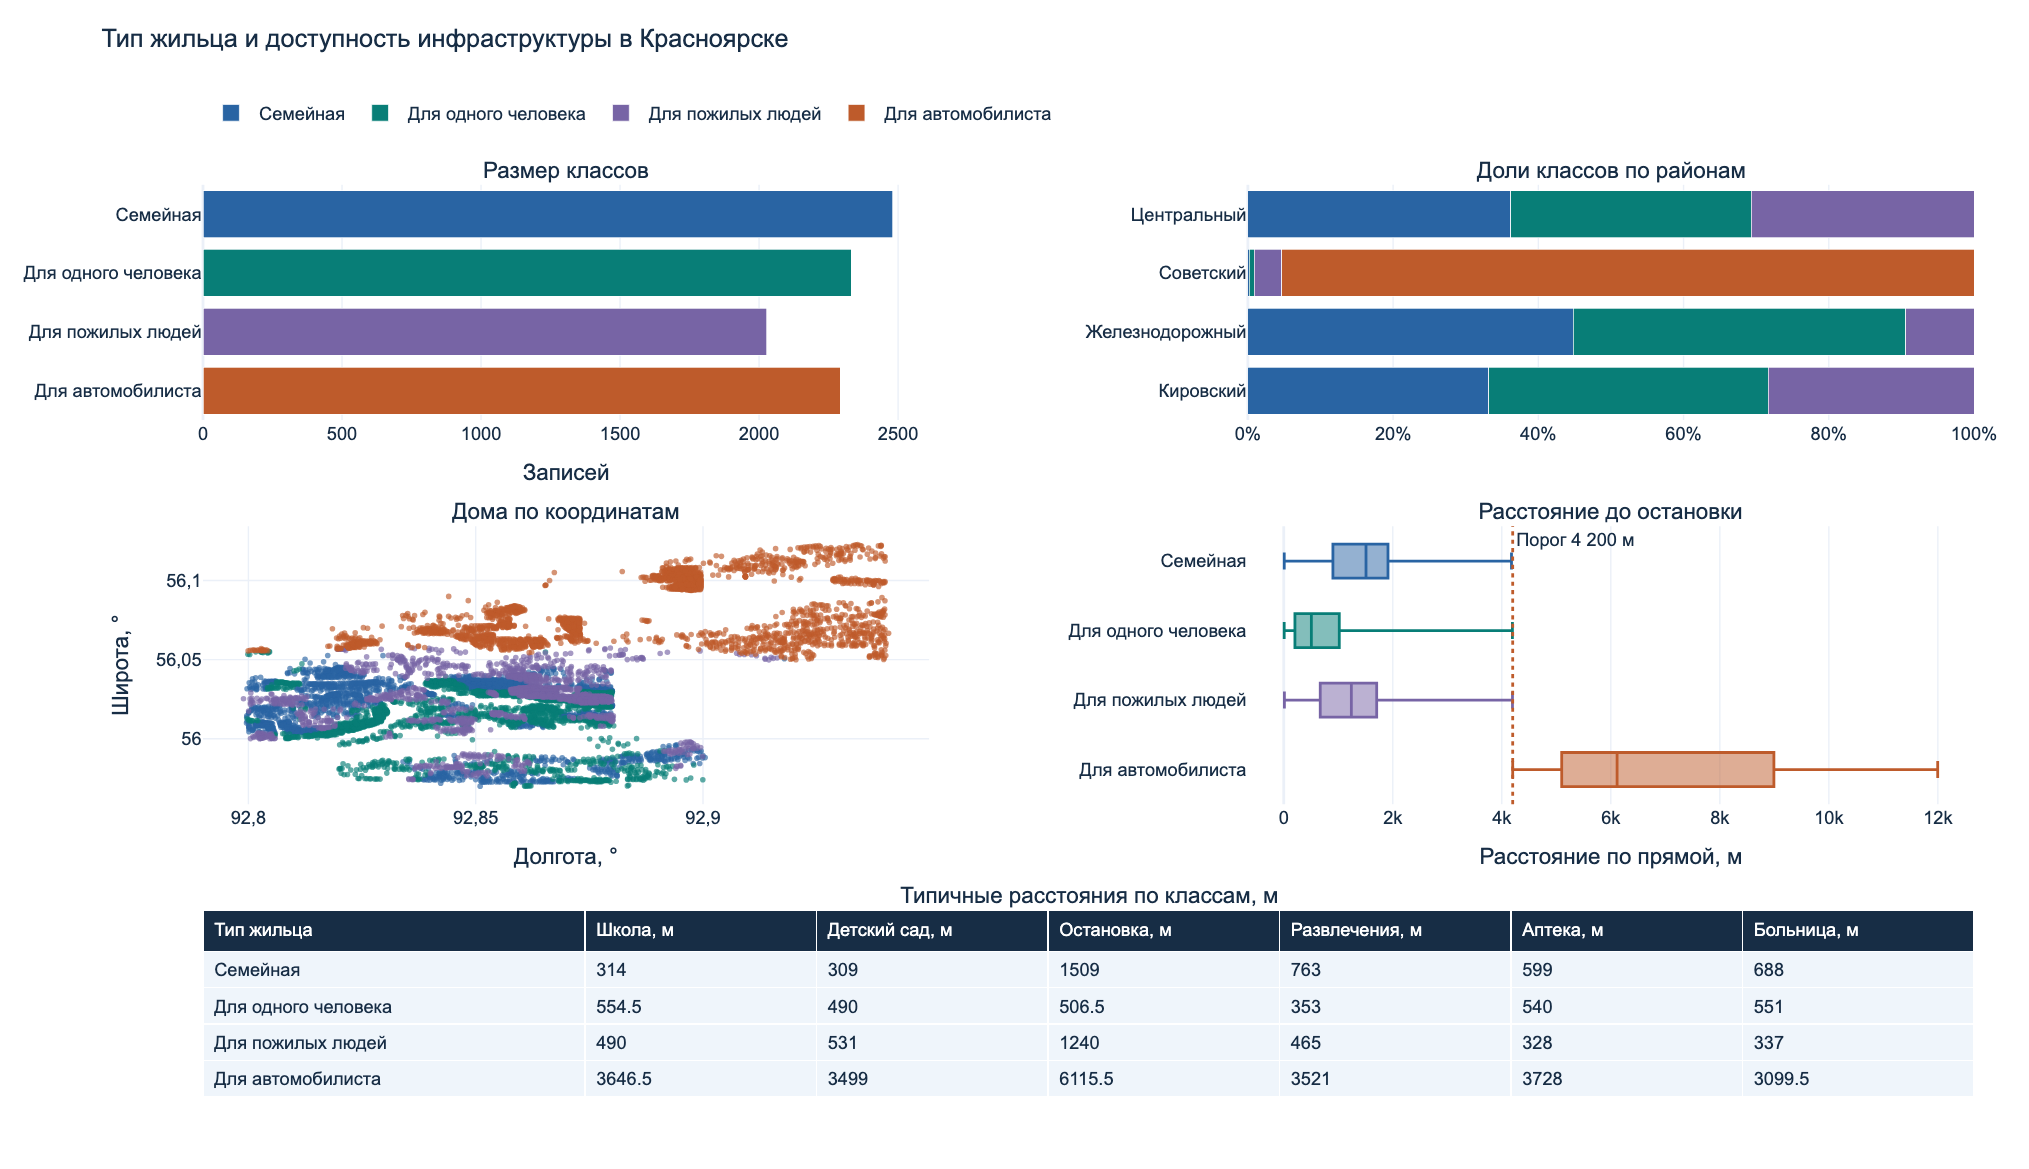 Тип жильца и доступность инфраструктуры в Красноярске
Семейная
Для одного человека
Для пожилых людей
Для автомобилиста
Размер классов
Семейная
Для одного человека
Для пожилых людей
Для автомобилиста
0 500 1000 1500 2000 2500
Записей
Доли классов по районам
Центральный
Советский
Железнодорожный
Кировский
0% 20% 40% 60% 80% 100%
Дома по координатам
Широта, °
56,1
56,05
56
92,8 92,85 92,9
Долгота, °
Расстояние до остановки
Порог 4 200 м
Семейная
Для одного человека
Для пожилых людей
Для автомобилиста
0 2k 4k 6k 8k 10k 12k
Расстояние по прямой, м
Типичные расстояния по классам, м
Тип жильца Школа, м Детский сад, м Остановка, м Развлечения, м Аптека, м Больница, м
Семейная 314 309 1509 763 599 688
Для одного человека 554.5 490 506.5 353 540 551
Для пожилых людей 490 531 1240 465 328 337
Для автомобилиста 3646.5 3499 6115.5 3521 3728 3099.5